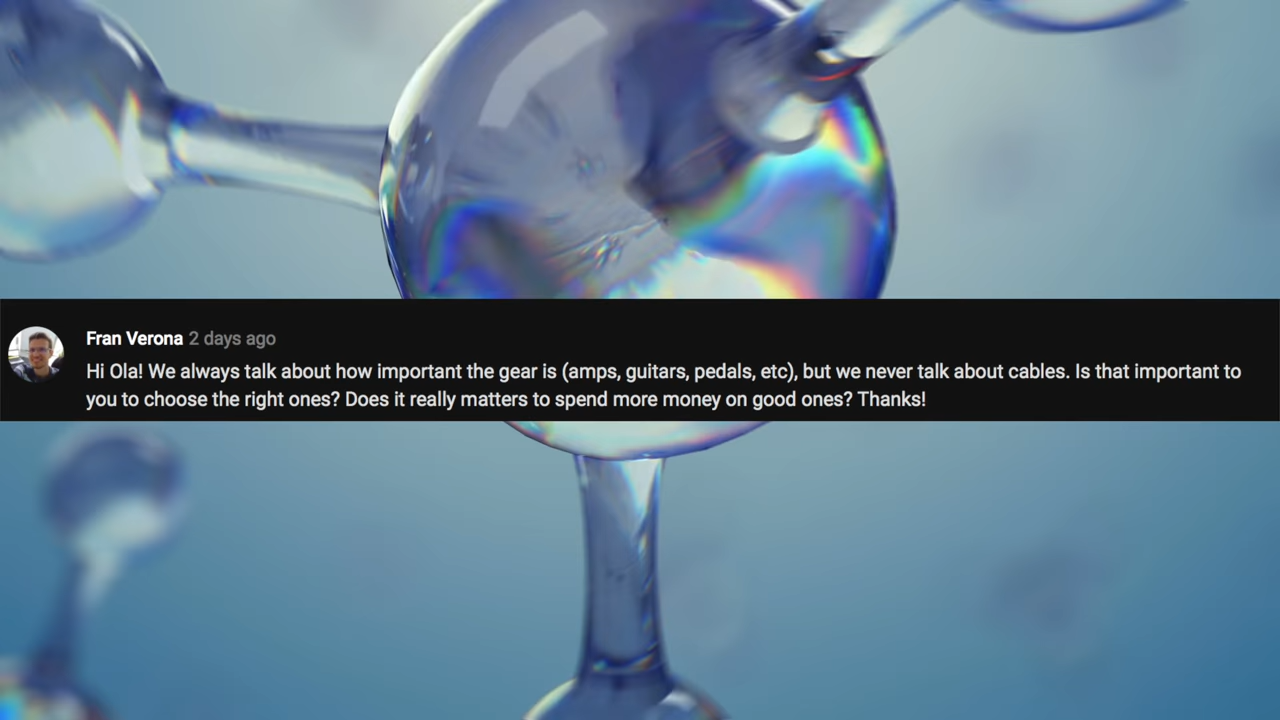 Fran Verona 2 days ago
Hi Ola! We always talk about how important the gear is (amps, guitars, pedals, etc), but we never talk about cables. Is that important to
you to choose the right ones? Does it really matters to spend more money on good ones? Thanks!